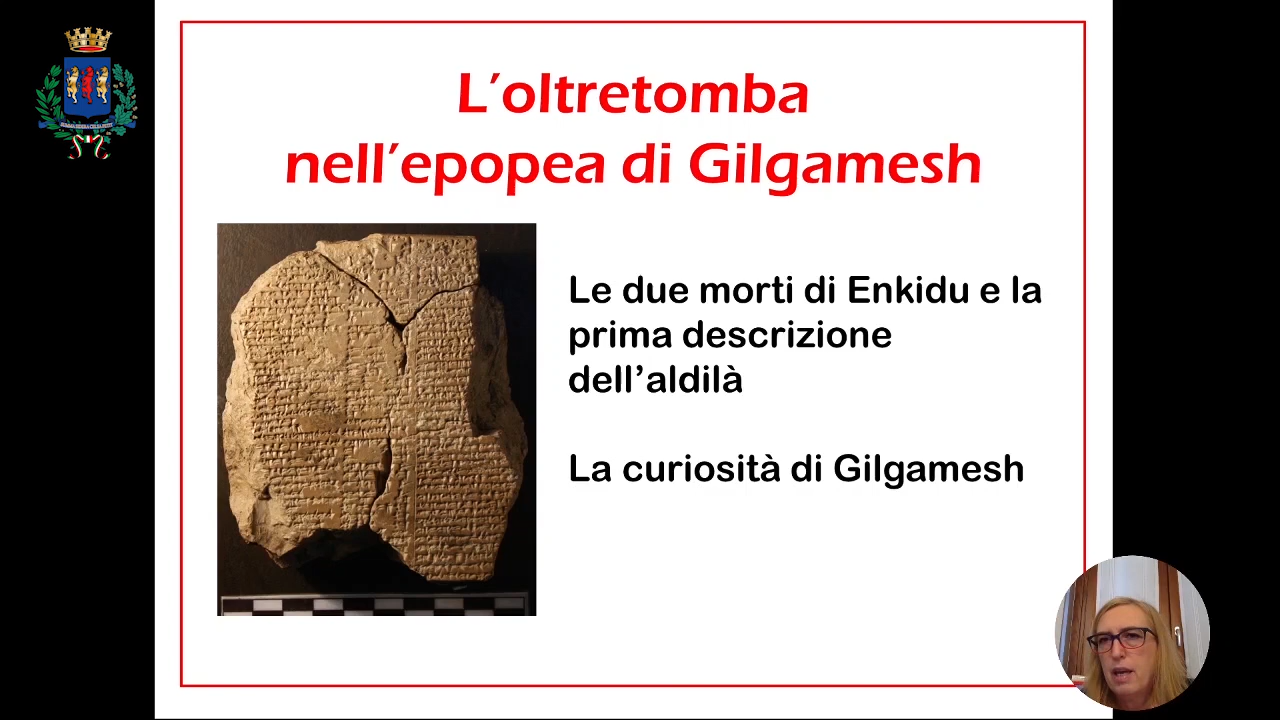 L'oltretomba
nell'epopea di Gilgamesh
Le due morti di Enkidu e la
prima descrizione
dell'aldilà
La curiosità di Gilgamesh